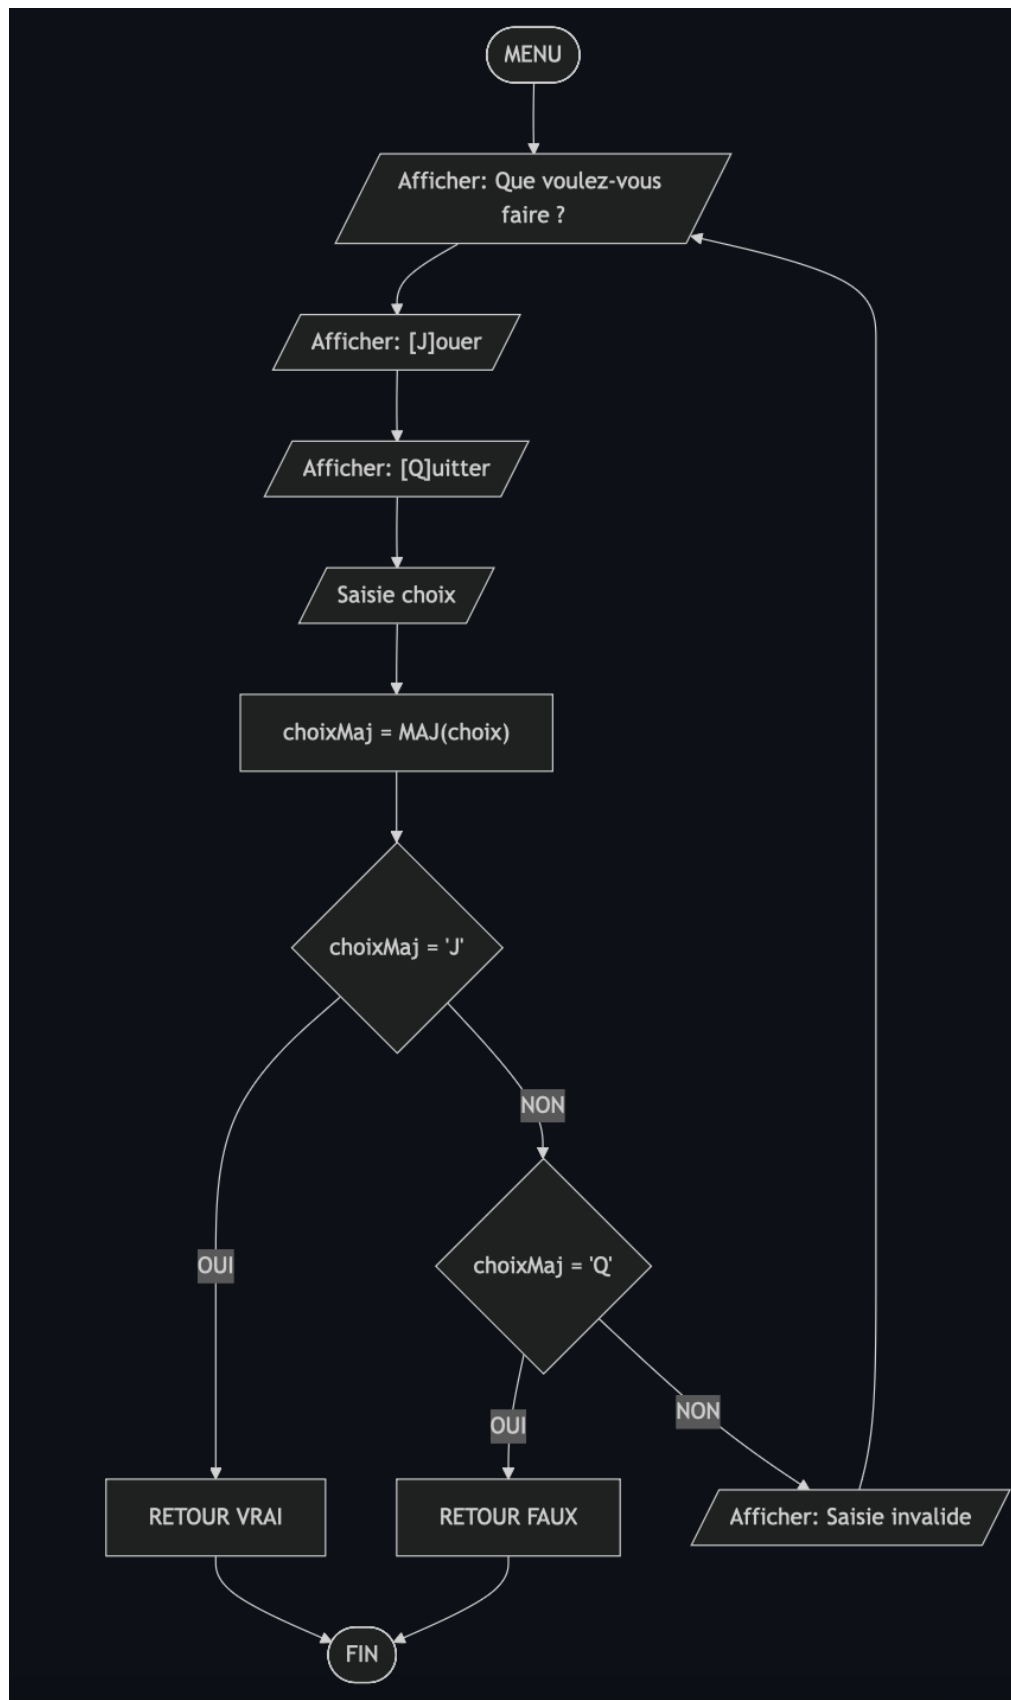 MENU
Afficher: Que voulez-vous
faire ?
Afficher: [J]ouer
Afficher: [Q]uitter
Saisie choix
choixMaj = MAJ(choix)
choixMaj = 'J'
NON
OUI
choixMaj = 'Q'
OUI
NON
RETOUR VRAI
RETOUR FAUX
Afficher: Saisie invalide
FIN